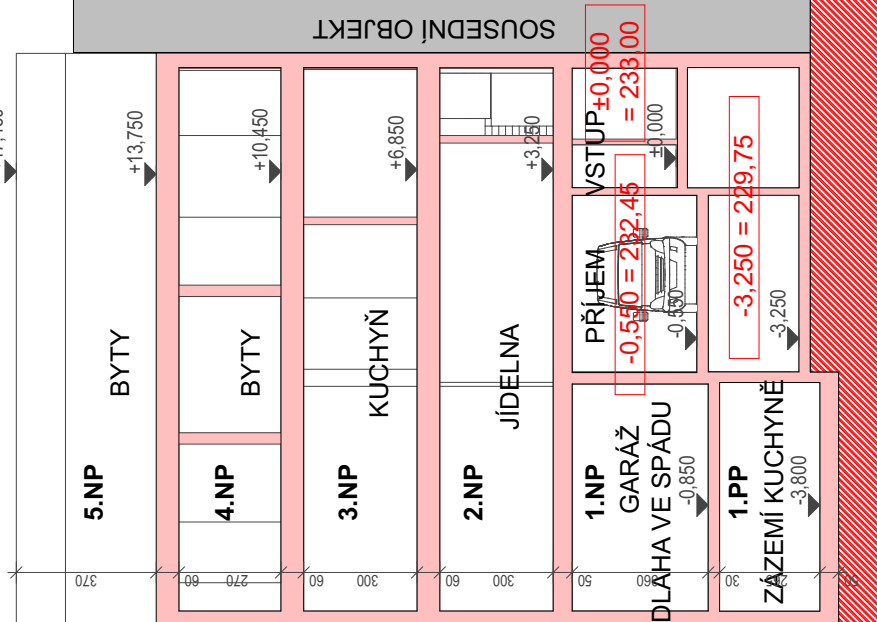 SOUSEDNÍ OBJEKT
5.NP
BYTY
+13,750
370
4.NP
BYTY
+10,450
60
270
3.NP
KUCHYŇ
+6,850
60
300
2.NP
JÍDELNA
+3,250
60
300
1.NP
GARÁŽ
DLAHA VE SPÁDU
-0,850
PŘÍJEM
VSTUP
±0,000
= 233,00
±0,000
-0,550 = 232,45
-0,550
50
1.PP
ZÁZEMÍ KUCHYNĚ
-3,800
-3,250 = 229,75
-3,250
30
50